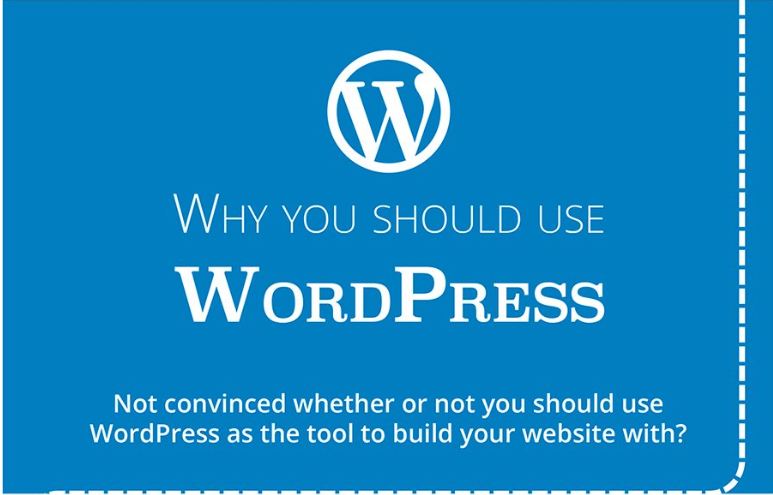 W
WHY YOU SHOULD USE
WORDPRESS
Not convinced whether or not you should use
WordPress as the tool to build your website with?